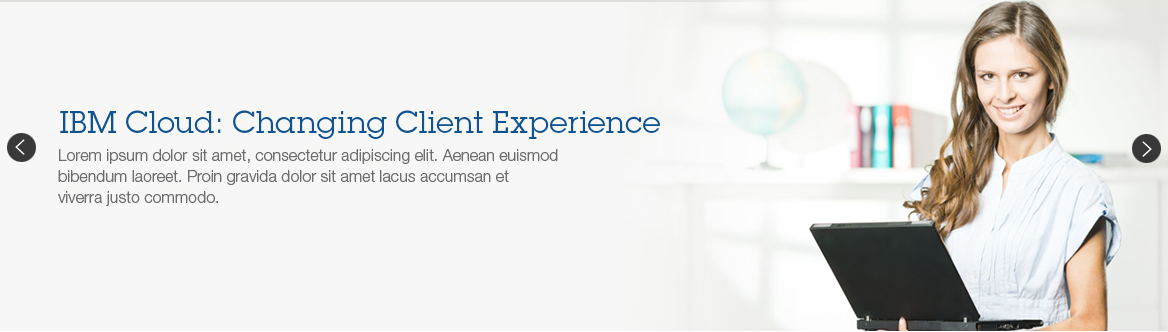 IBM Cloud: Changing Client Experience
Lorem ipsum dolor sit amet, consectetur adipiscing elit. Aenean euismod
bibendum laoreet. Proin gravida dolor sit amet lacus accumsan et
viverra justo commodo.